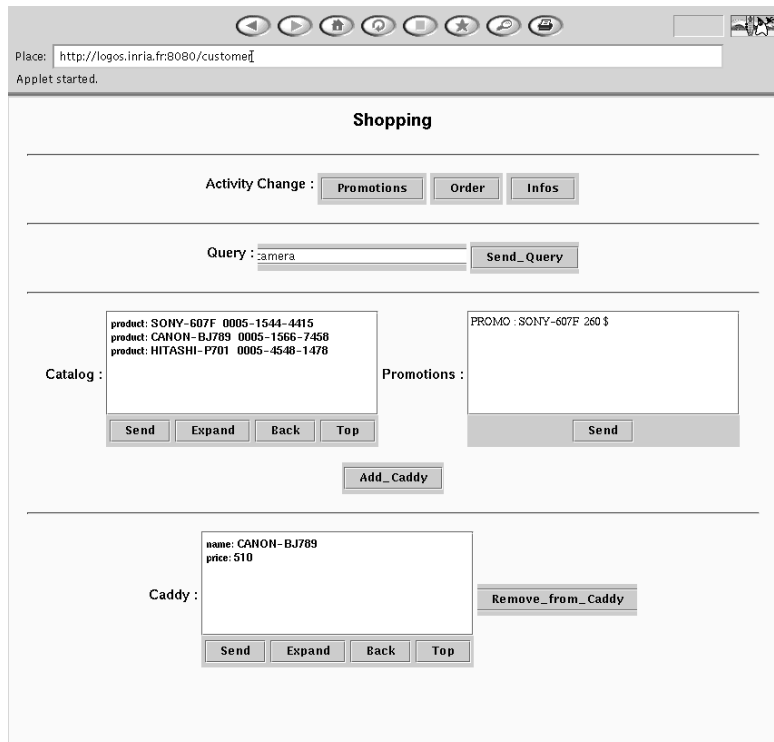 Place: http://logos.inria.fr:8080/customer
Applet started.
Shopping
Activity Change : Promotions Order Infos
Query : camera Send_Query
product: SONY-607F 0005-1544-4415
product: CANON-BJ789 0005-1566-7458
product: HITASHI-P701 0005-4548-1478
Catalog :
Send Expand Back Top
Promotions :
PROMO : SONY-607F 260 $
Send
Add_Caddy
name: CANON-BJ789
price: 510
Caddy :
Remove_from_Caddy
Send Expand Back Top